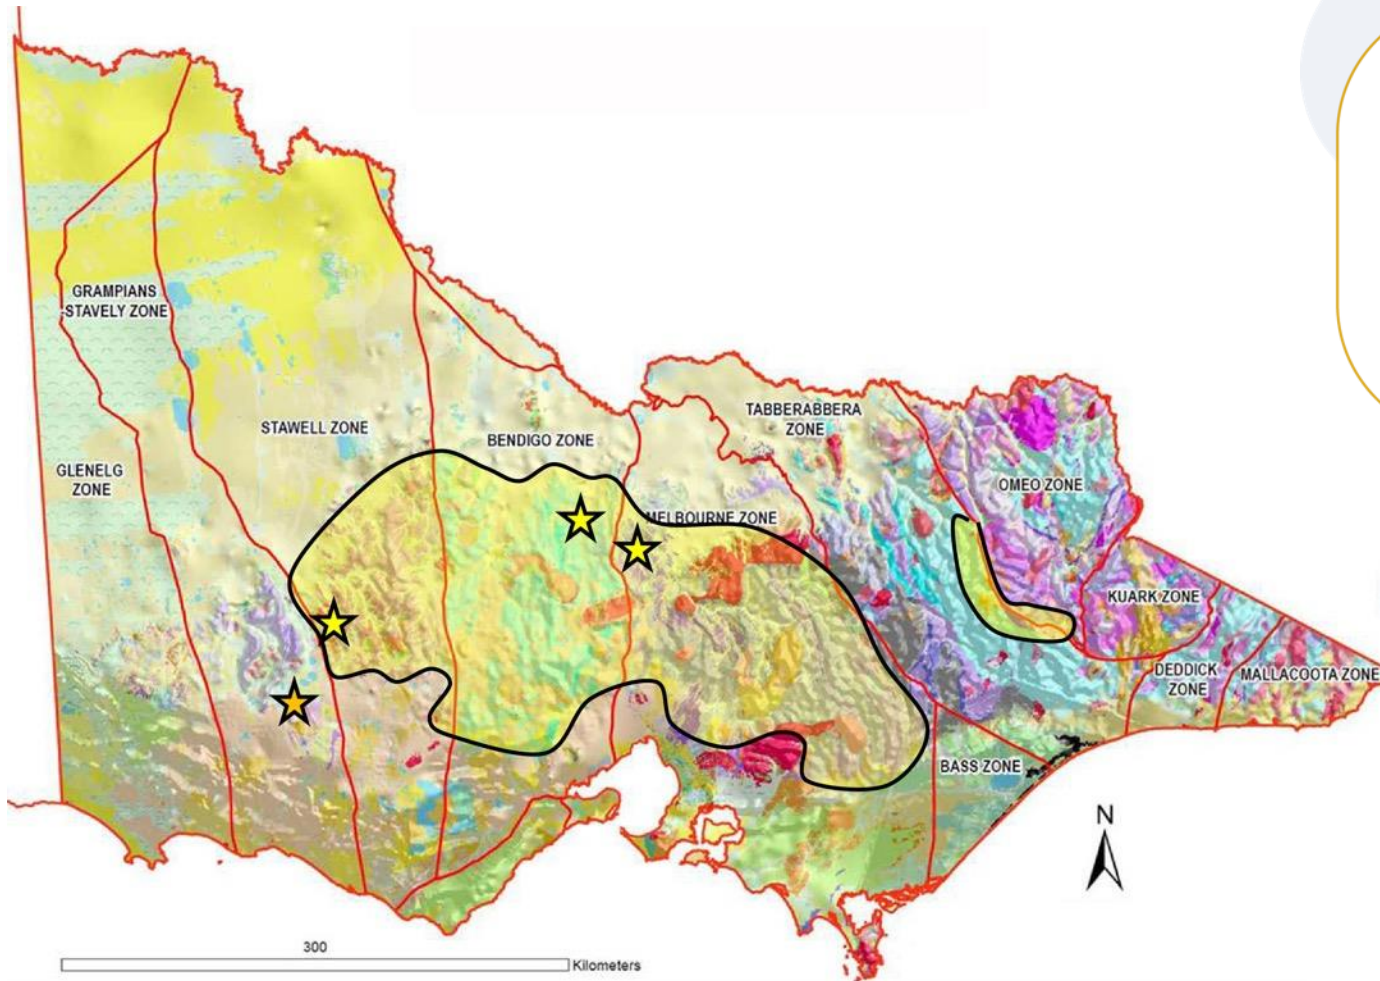 GRAMPIANS
-STAVELY ZONE
STAWELL ZONE
GLENELG
ZONE
BENDIGO ZONE
TABBERABBERA
ZONE
MELBOURNE ZONE
OMEO ZONE
KUARK ZONE
DEDDICK
ZONE
MALLACOOTA ZONE
BASS ZONE
N
300
Kilometers